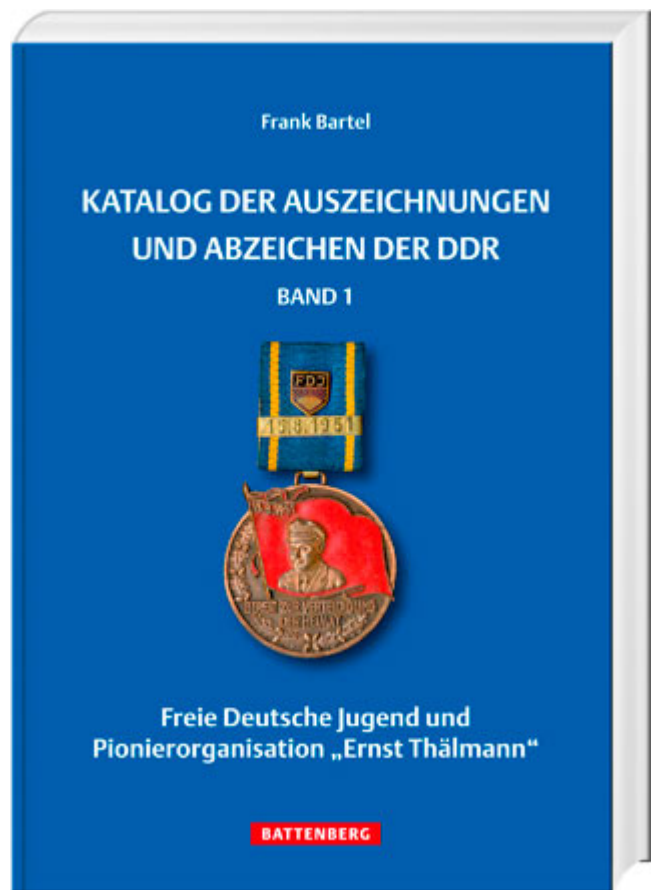 Frank Bartel
KATALOG DER AUSZEICHNUNGEN
UND ABZEICHEN DER DDR
BAND 1
FDJ
15.8.1951
Freie Deutsche Jugend und
Pionierorganisation „Ernst Thälmann“
BATTENBERG